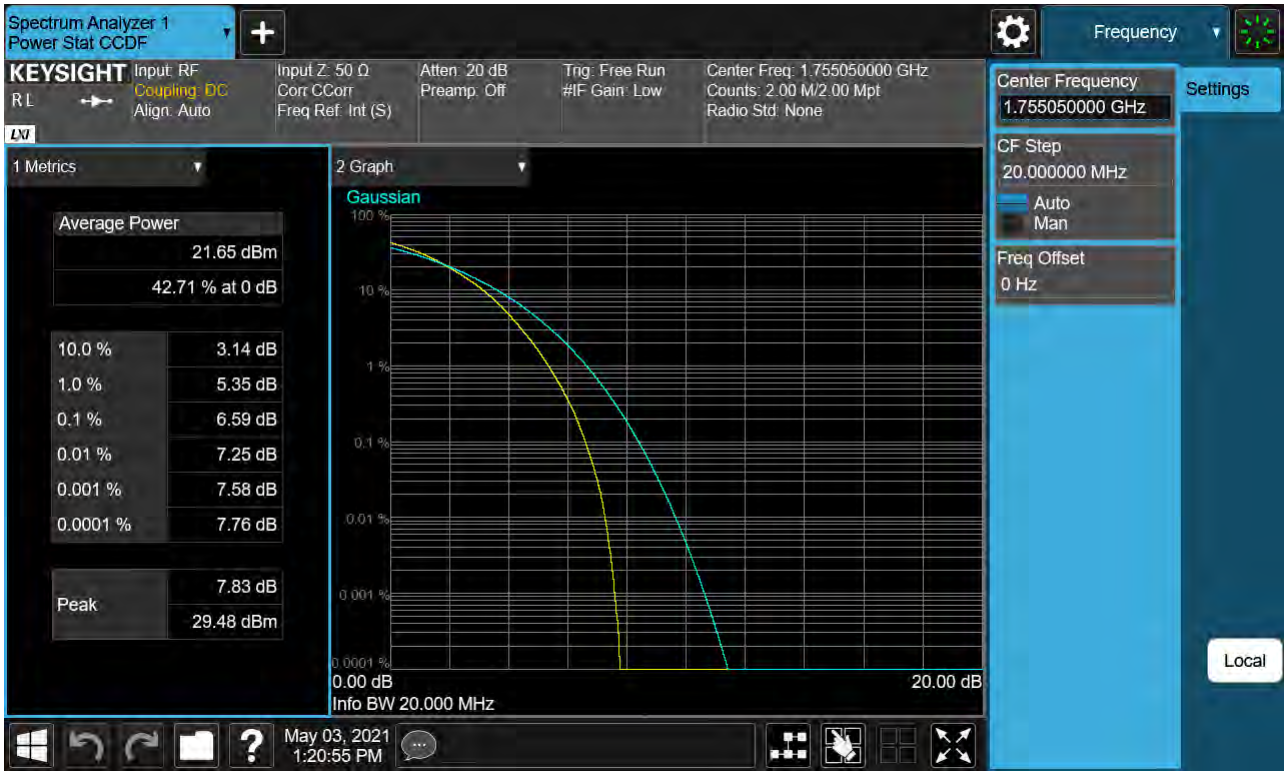 Spectrum Analyzer 1
Power Stat CCDF
Frequency
KEYSIGHT
R L
LXI
Input: RF
Coupling: DC
Align: Auto
Input Z: 50 Ω
Corr CCorr
Freq Ref: Int (S)
Atten: 20 dB
Preamp: Off
Trig: Free Run
#IF Gain: Low
Center Freq: 1.755050000 GHz
Counts: 2.00 M/2.00 Mpt
Radio Std: None
Center Frequency
1.755050000 GHz
Settings
CF Step
20.000000 MHz
Auto
Man
Freq Offset
0 Hz
1 Metrics
Average Power
21.65 dBm
42.71 % at 0 dB
10.0 % 3.14 dB
1.0 % 5.35 dB
0.1 % 6.59 dB
0.01 % 7.25 dB
0.001 % 7.58 dB
0.0001 % 7.76 dB
Peak
7.83 dB
29.48 dBm
2 Graph
Gaussian
100 %
10 %
1 %
0.1 %
0.01 %
0.001 %
0.0001 %
0.00 dB 20.00 dB
Info BW 20.000 MHz
Local
?
May 03, 2021
1:20:55 PM